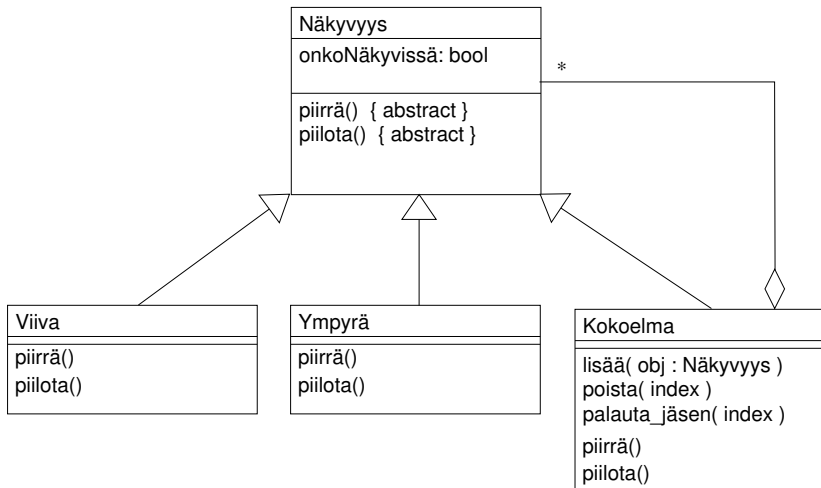 Näkyvyys
onkoNäkyvissä: bool
*
piirrä() { abstract }
piilota() { abstract }
Viiva
piirrä()
piilota()
Ympyrä
piirrä()
piilota()
Kokoelma
lisää( obj : Näkyvyys )
poista( index )
palauta_jäsen( index )
piirrä()
piilota()